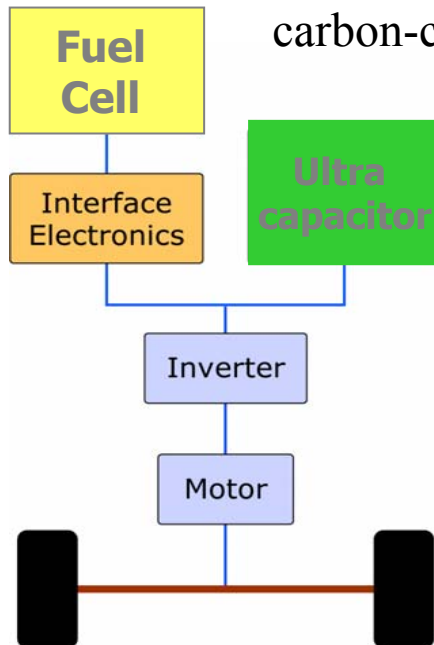 carbon-c
Fuel
Cell
Ultra
capacitor
Interface
Electronics
Inverter
Motor